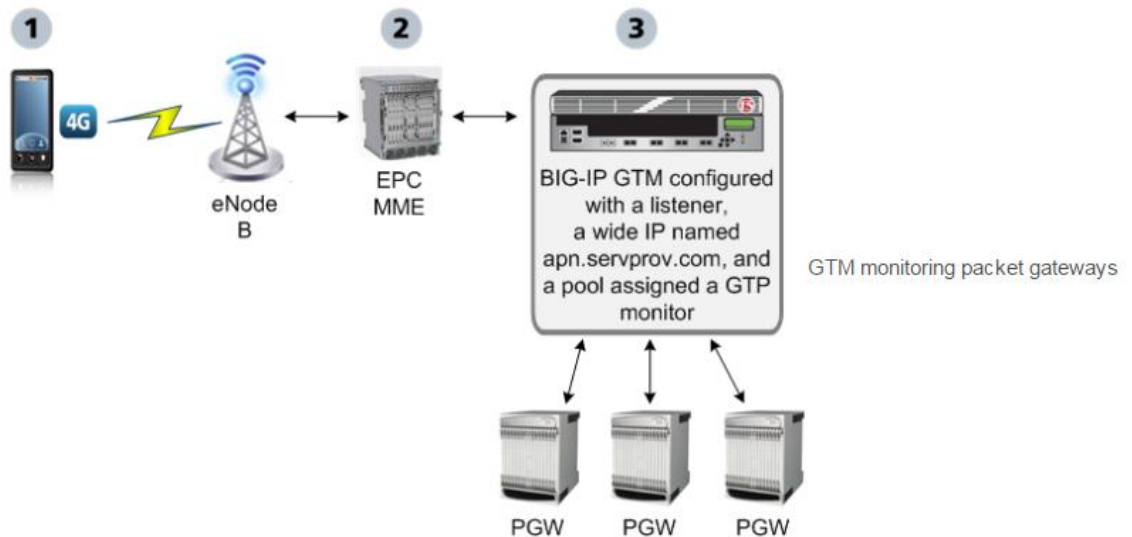 1
2
3
4G
f5
eNode
B
EPC
MME
BIG-IP GTM configured
with a listener,
a wide IP named
apn.servprov.com, and
a pool assigned a GTP
monitor
GTM monitoring packet gateways
PGW
PGW
PGW